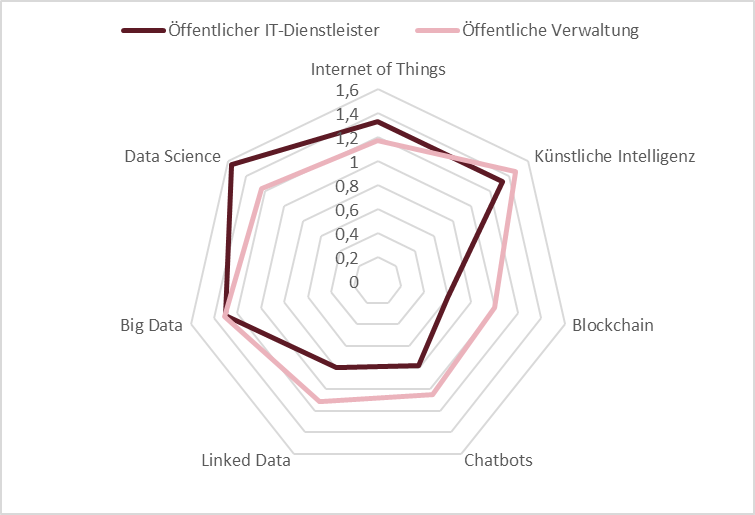 Öffentlicher IT-Dienstleister
Öffentliche Verwaltung
Internet of Things
1,6
1,4
1,2
1
0,8
0,6
0,4
0,2
0
Data Science
Künstliche Intelligenz
Big Data
Blockchain
Linked Data
Chatbots